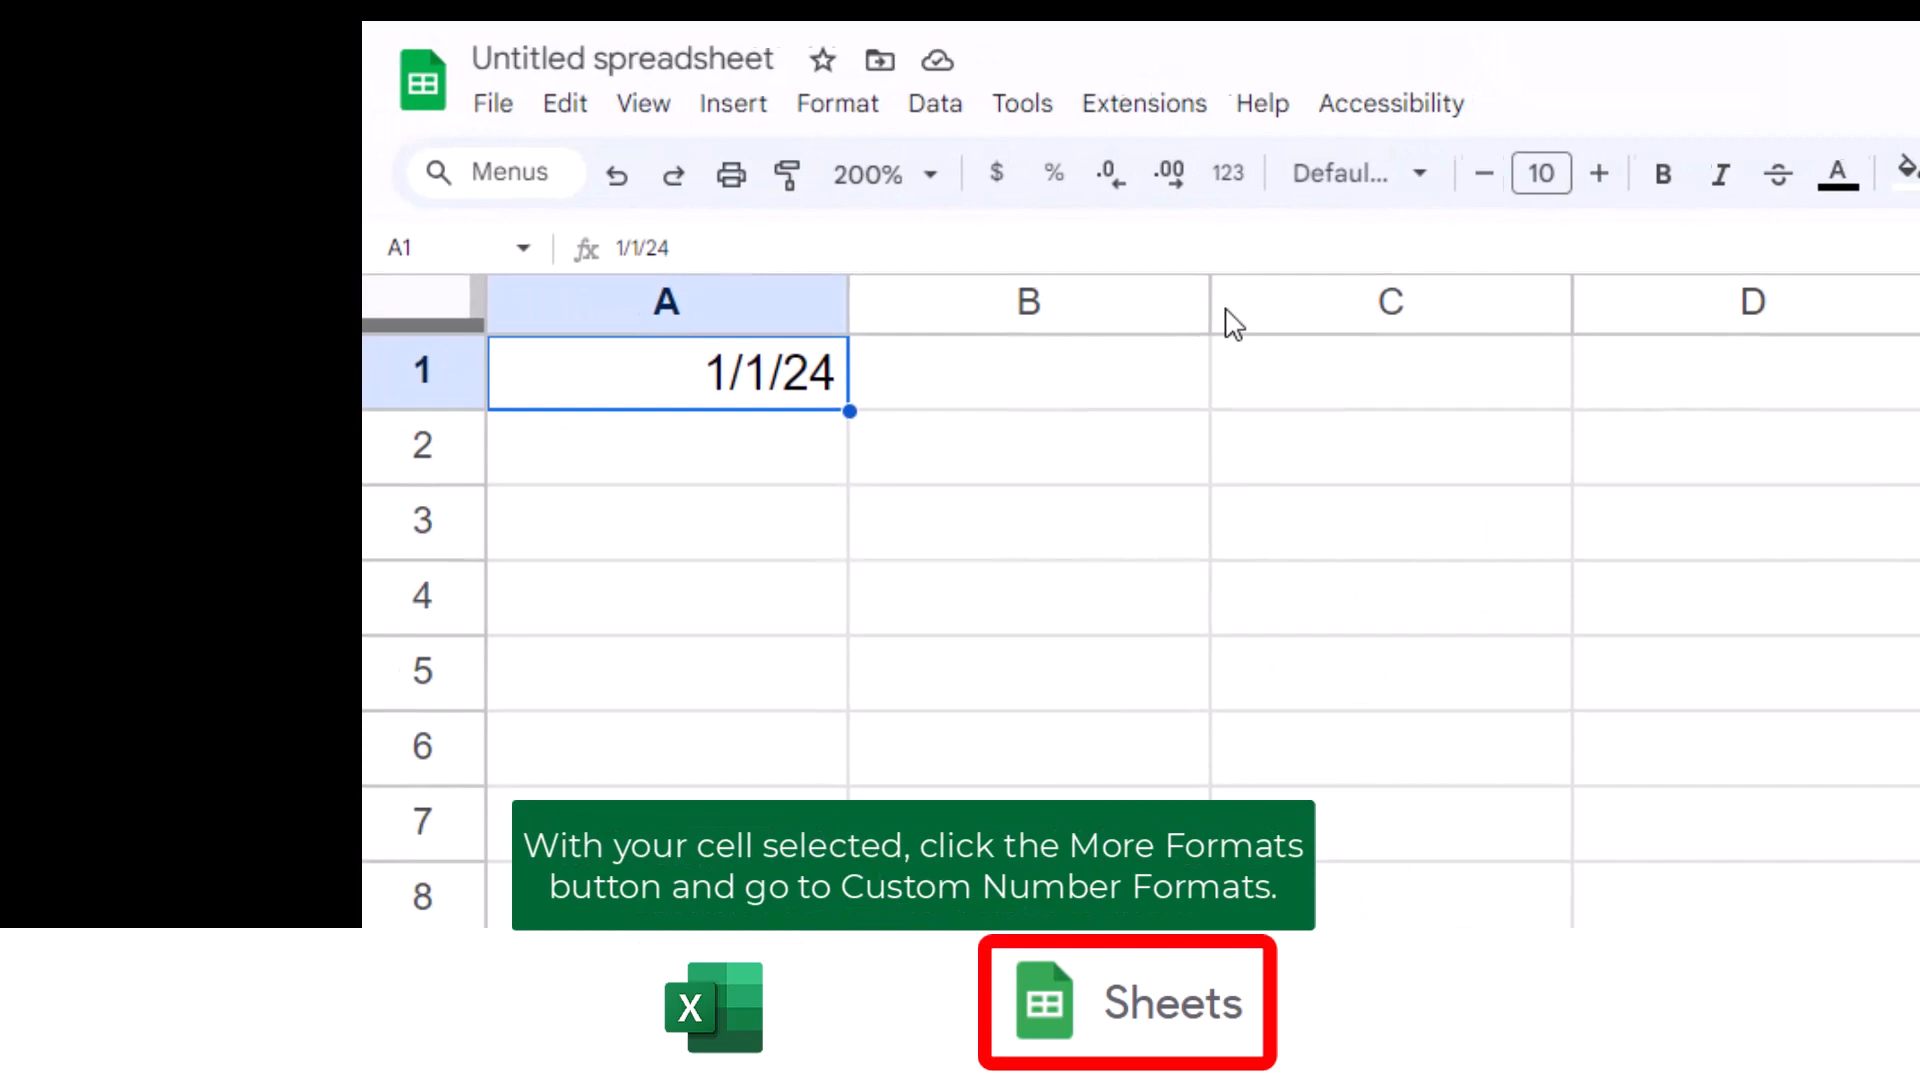 Untitled spreadsheet
File Edit View Insert Format Data Tools Extensions Help Accessibility
Menus 200% $ % .0 .00 123 Defaul... 10 B I A
A1 fx 1/1/24
A B C D
1 1/1/24
2
3
4
5
6
7
8
With your cell selected, click the More Formats
button and go to Custom Number Formats.
X Sheets